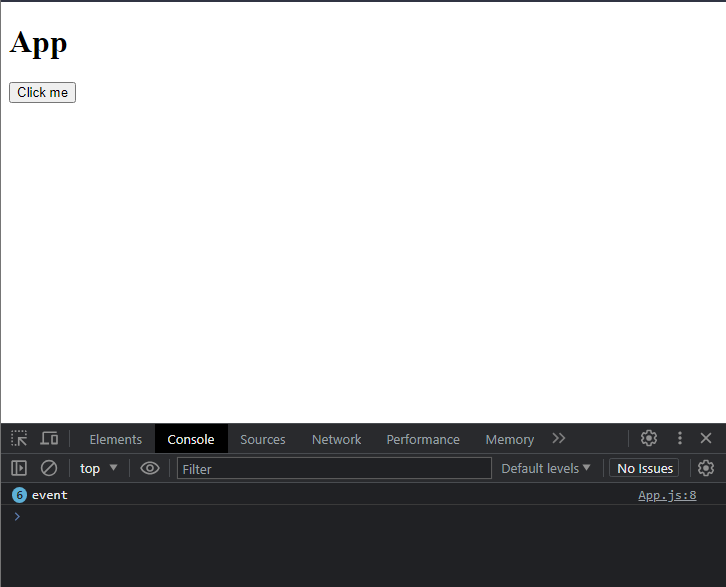 App
Click me
Elements Console Sources Network Performance Memory
top Filter Default levels No Issues
6 event App.js:8